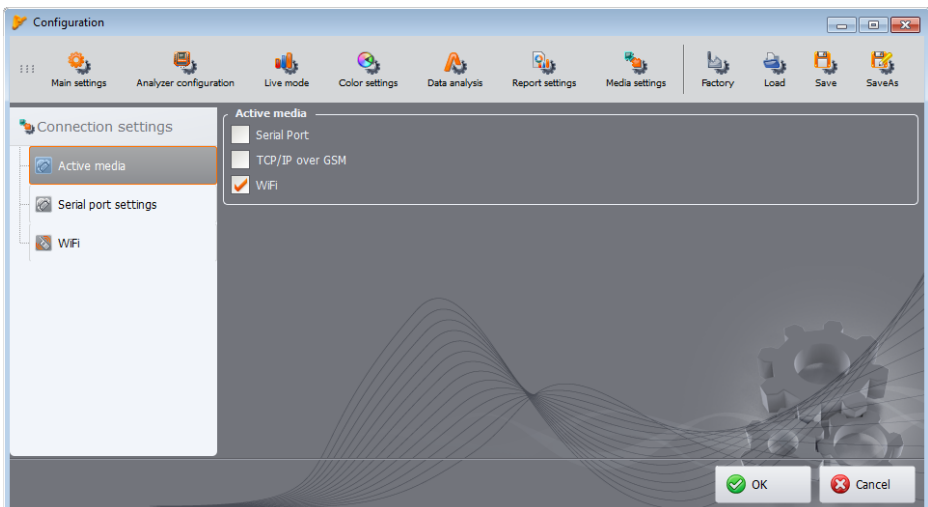 Configuration
Main settings Analyzer configuration Live mode Color settings Data analysis Report settings Media settings Factory Load Save SaveAs
Connection settings
Active media
Serial port settings
WiFi
Active media
Serial Port
TCP/IP over GSM
WiFi
OK Cancel